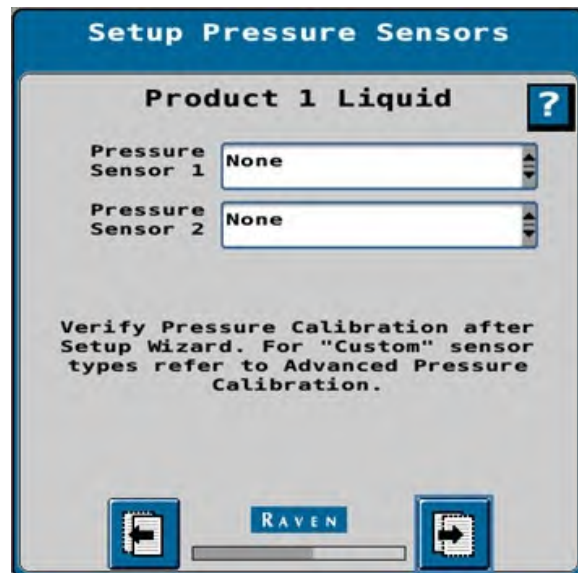 Setup Pressure Sensors
Product 1 Liquid
?
Pressure
Sensor 1
None
Pressure
Sensor 2
None
Verify Pressure Calibration after
Setup Wizard. For "Custom" sensor
types refer to Advanced Pressure
Calibration.
RAVEN